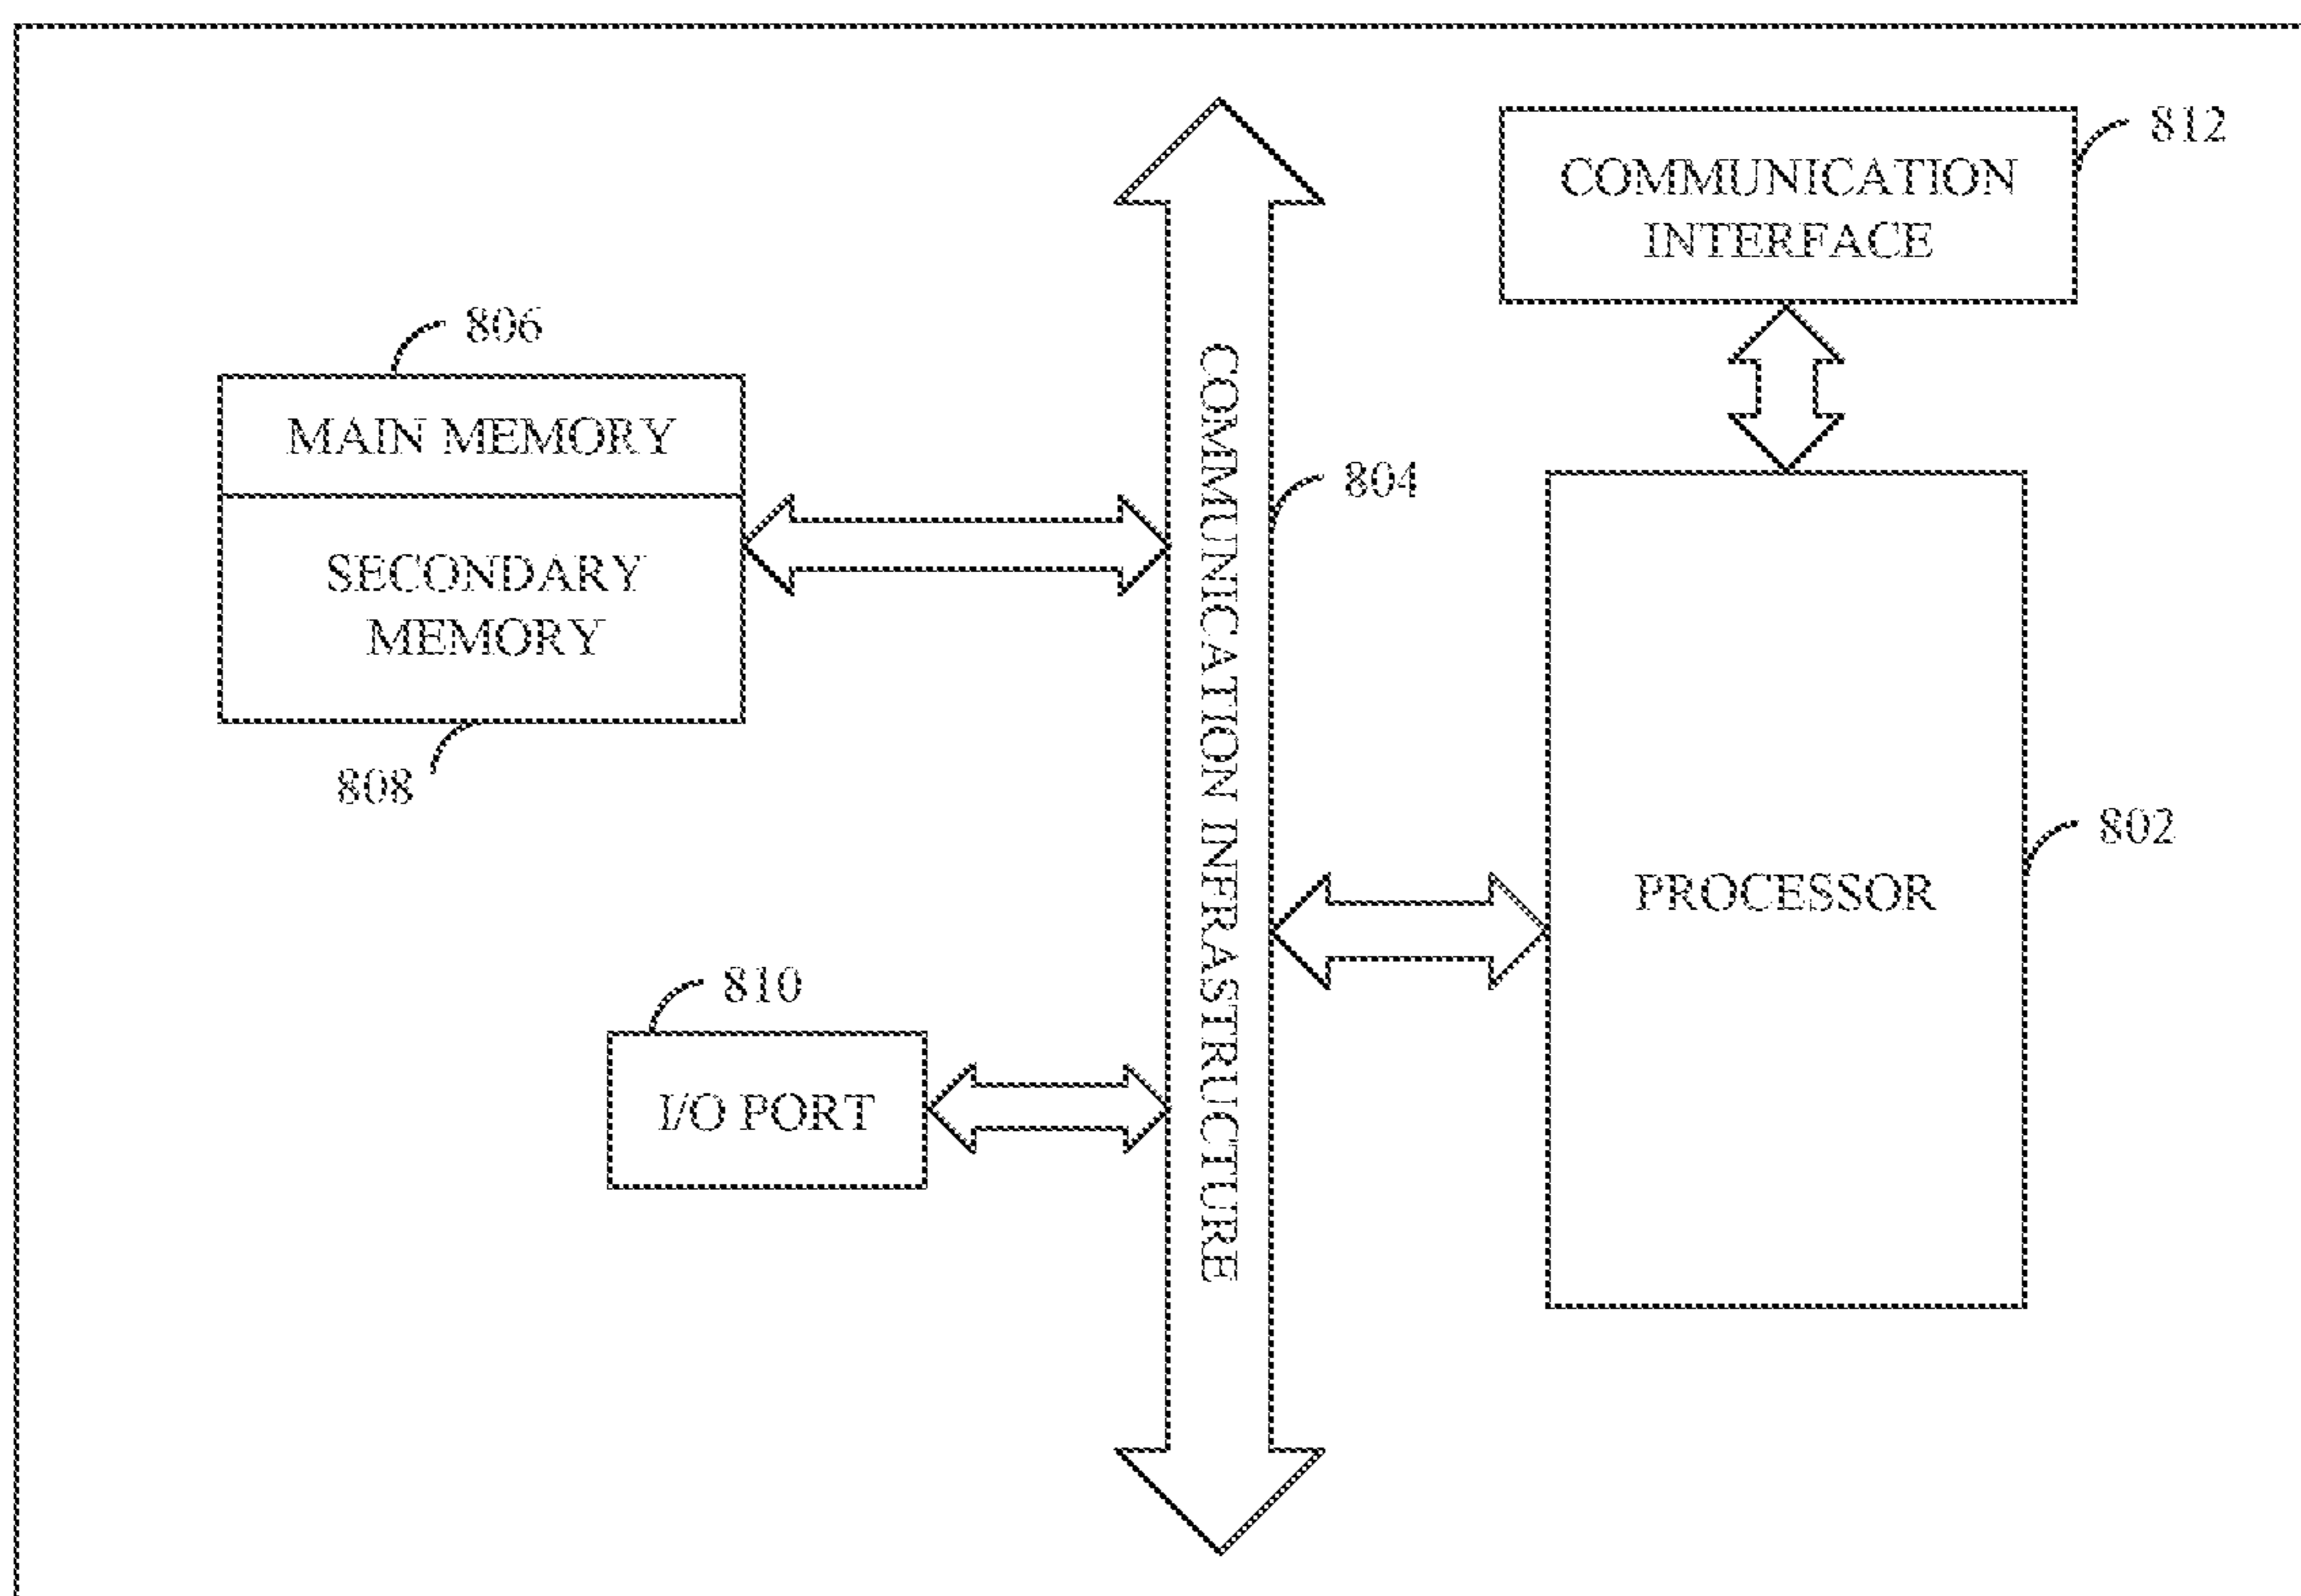 812
COMMUNICATION
INTERFACE
806
MAIN MEMORY
SECONDARY
MEMORY
808
COMMUNICATION INFRASTRUCTURE
804
PROCESSOR
802
810
I/O PORT